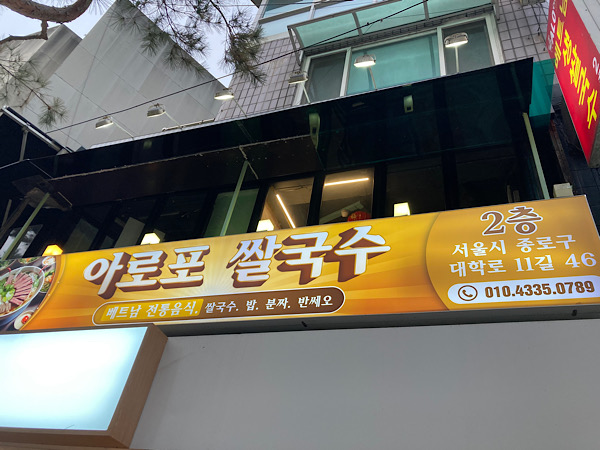 아로포 쌀국수
베트남 전통음식. 쌀국수. 밥. 분짜. 반쎄오
2층
서울시 종로구
대학로 11길 46
010.4335.0789